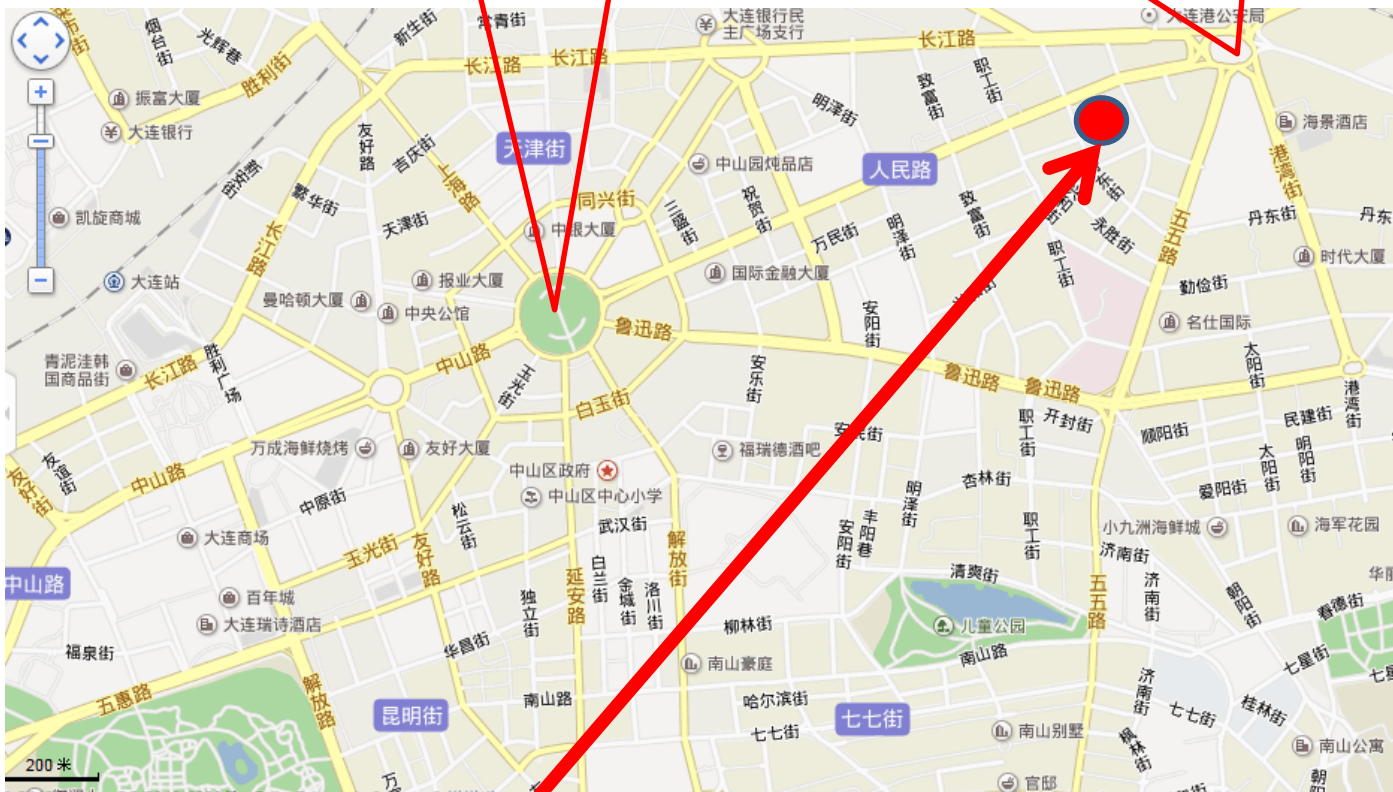 大连银行民
主广场支行
大连港公安局
常青街
新生街
烟台街
光辉巷
胜利街
长江路
长江路
长江路
振富大厦
大连银行
友好路
吉庆街
天津街
上海路
明泽街
致富街
职工街
海景酒店
港湾街
中山园炖品店
人民路
繁华街
凯旋商城
天津街
同兴街
三盛街
祝贺街
中银大厦
万民街
明泽街
致富街
永胜街
五五路
丹东街
丹东
长江路
大连站
报业大厦
曼哈顿大厦
中央公馆
国际金融大厦
职工街
时代大厦
勤俭街
名仕国际
安阳街
鲁迅路
中山路
青泥洼韩
国商品街
长江路
胜利广场
玉光街
白玉街
安乐街
鲁迅路
鲁迅路
太阳街
港湾街
职工街
开封街
顺阳街
民建街
太阳街
明阳街
爱阳街
万成海鲜烧烤
友好大厦
福瑞德酒吧
中山区政府
中山区中心小学
友好街
友谊街
中山路
中原街
松云街
武汉街
杏林街
明泽街
丰阳巷
安阳街
职工街
小九洲海鲜城
海军花园
大连商场
玉光街
友好路
解放街
济南街
清爽街
中山路
百年城
大连瑞诗酒店
独立街
延安路
白兰街
金城街
洛川街
柳林街
儿童公园
五五路
济南街
朝阳街
春德街
福泉街
华昌街
南山豪庭
南山路
七星街
五惠路
解放路
昆明街
南山路
哈尔滨街
七七街
七七街
济南街
七七街
桂林街
南山别墅
枫林街
南山公寓
200 米
官邸